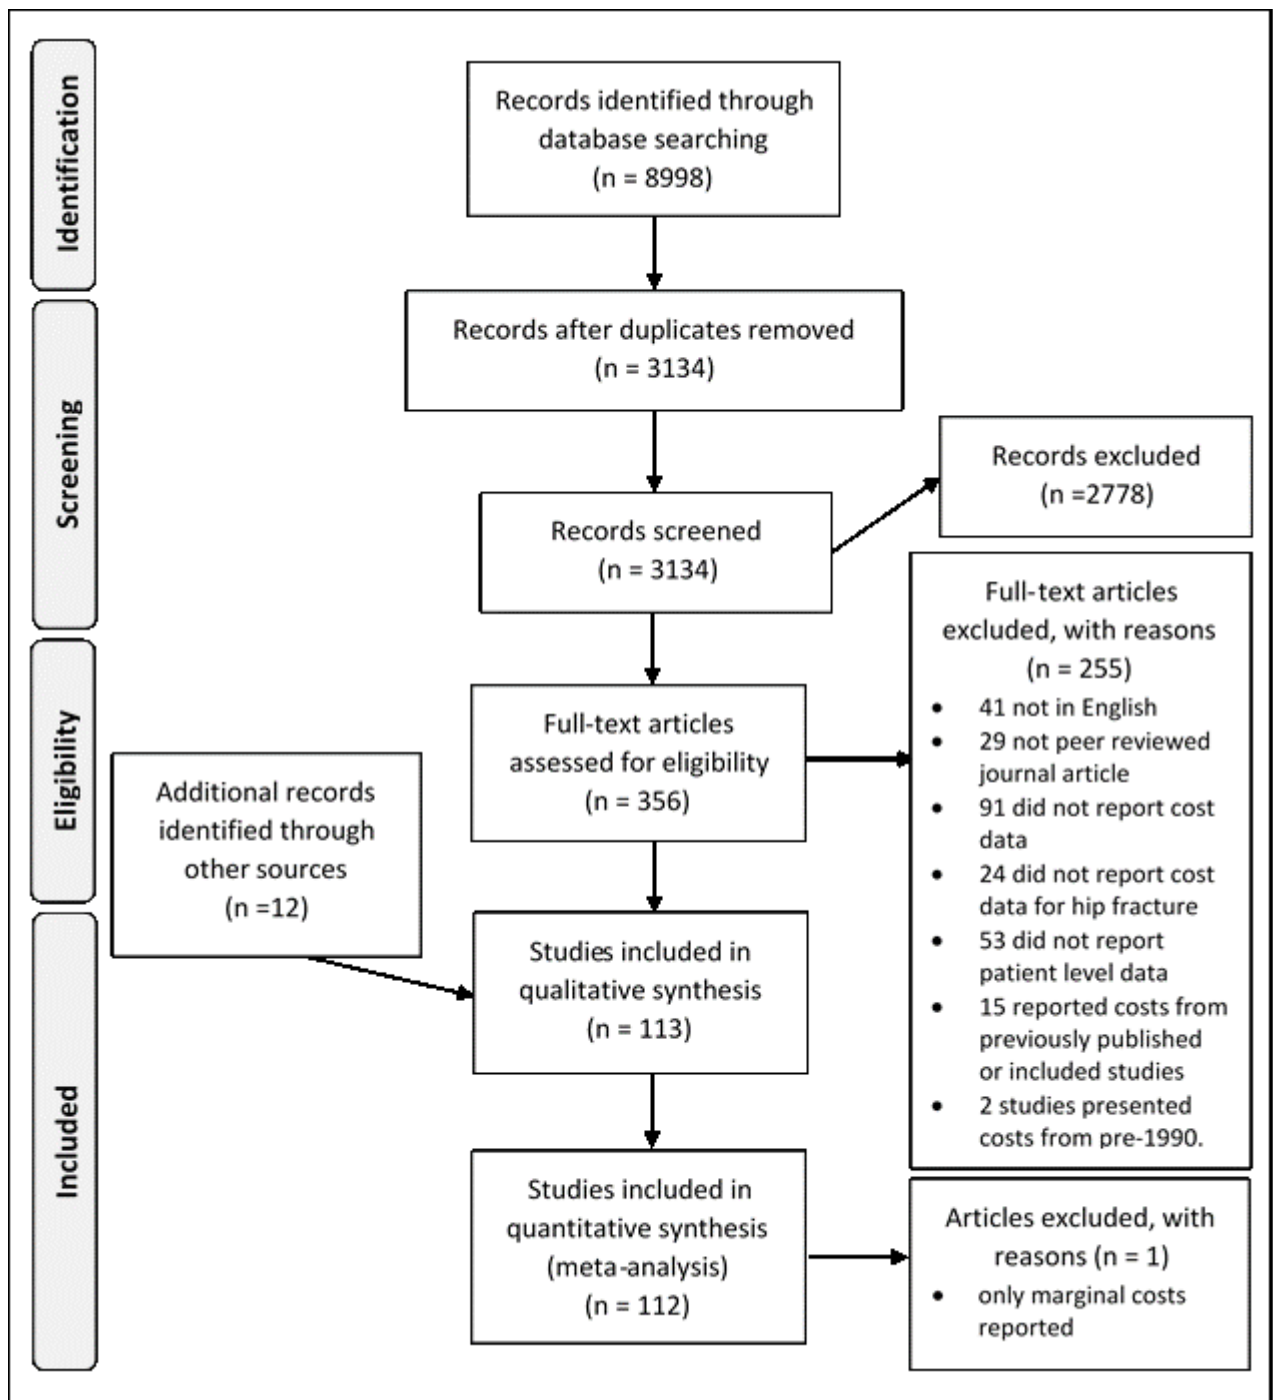 Identification
Records identified through
database searching
(n = 8998)
Screening
Records after duplicates removed
(n = 3134)
Records screened
(n = 3134)
Records excluded
(n =2778)
Eligibility
Full-text articles
assessed for eligibility
(n = 356)
Full-text articles
excluded, with reasons
(n = 255)
• 41 not in English
• 29 not peer reviewed
journal article
• 91 did not report cost
data
• 24 did not report cost
data for hip fracture
• 53 did not report
patient level data
• 15 reported costs from
previously published
or included studies
• 2 studies presented
costs from pre-1990.
Additional records
identified through
other sources
(n =12)
Included
Studies included in
qualitative synthesis
(n = 113)
Studies included in
quantitative synthesis
(meta-analysis)
(n = 112)
Articles excluded, with
reasons (n = 1)
• only marginal costs
reported